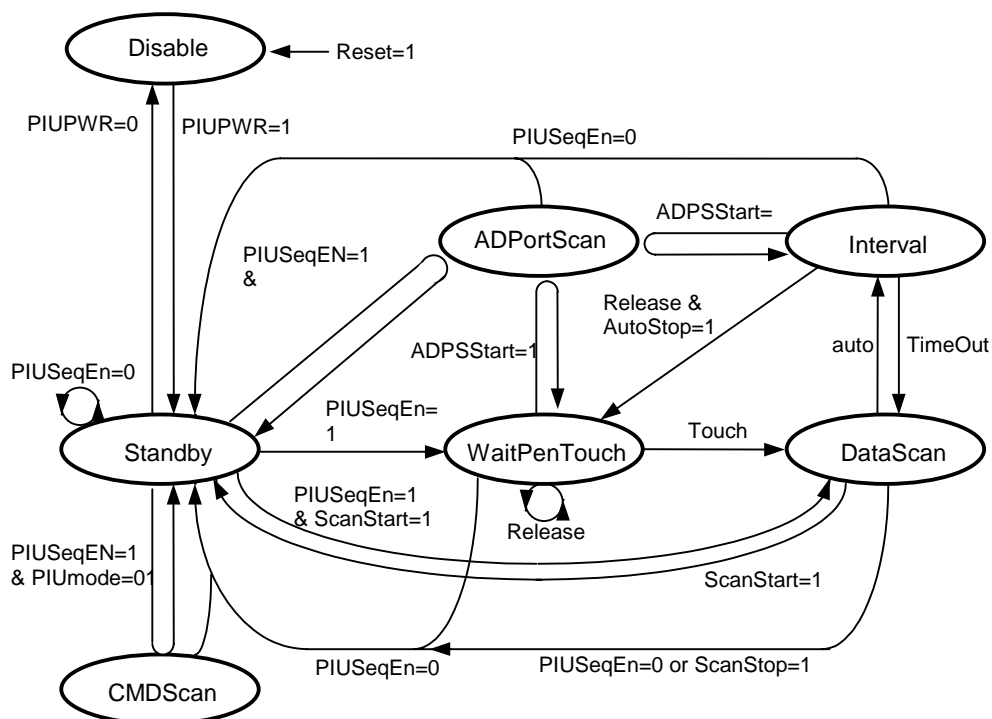 Disable
Reset=1
PIUPWR=0
PIUPWR=1
PIUSeqEn=0
ADPortScan
ADPSStart=
Interval
PIUSeqEN=1
&
Release &
AutoStop=1
ADPSStart=1
auto
TimeOut
PIUSeqEn=0
PIUSeqEn=
1
Touch
Standby
WaitPenTouch
DataScan
PIUSeqEn=1
& ScanStart=1
Release
PIUSeqEN=1
& PIUmode=01
ScanStart=1
PIUSeqEn=0
PIUSeqEn=0 or ScanStop=1
CMDScan